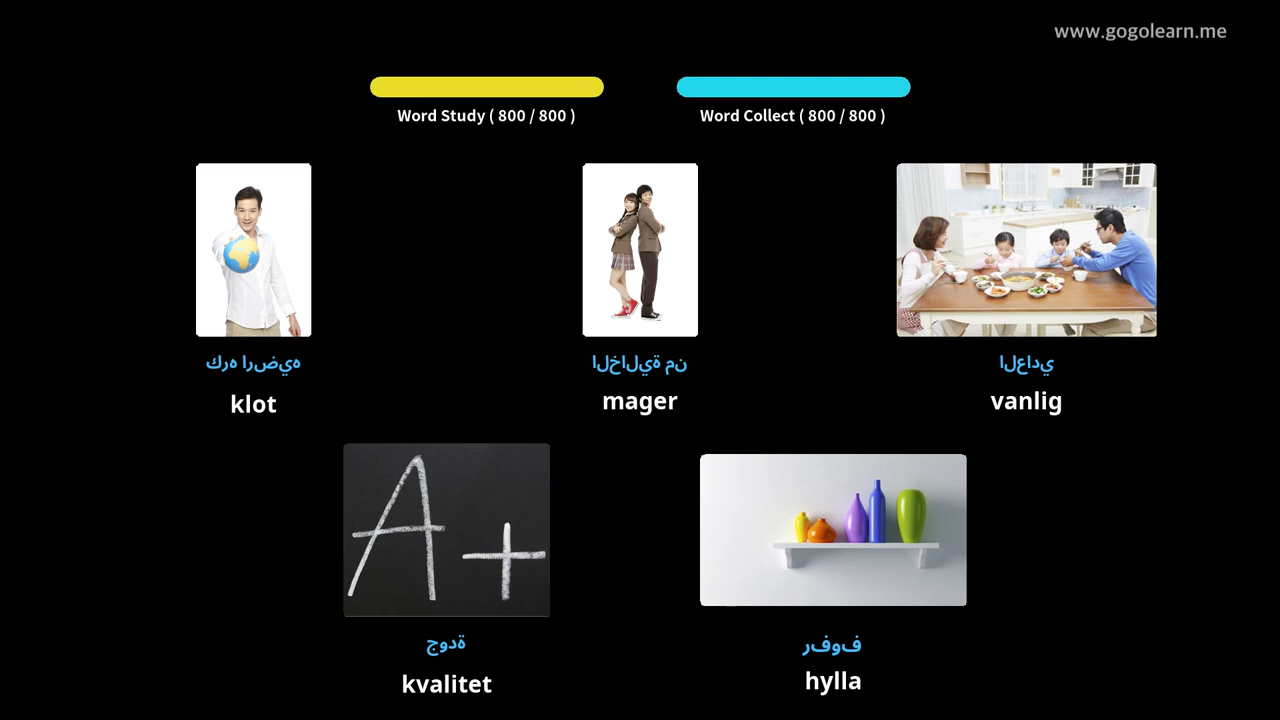 www.gogolearn.me
Word Study ( 800 / 800 )
Word Collect ( 800 / 800 )
كره ارضيه
الخالية من
العادي
klot
mager
vanlig
جودة
رفوف
kvalitet
hylla